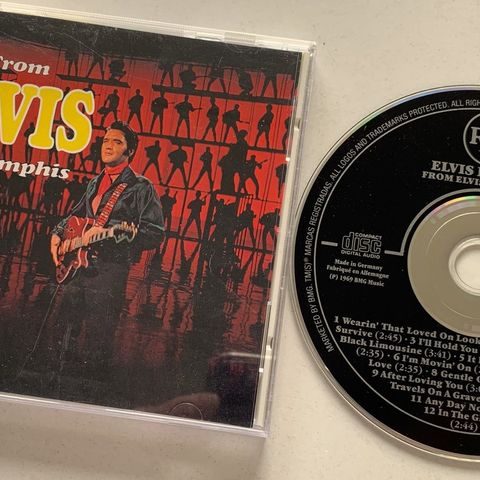 From
VIS
mphis
ALL RIGHTS
MARKETED BY BMG. TM(S)® MARCAS REGISTRADAS. ALL LOGOS AND TRADEMARKS PROTECTED.
R
ELVIS
FROM ELVIS
COMPACT
disc
DIGITAL AUDIO
Made in Germany
Fabriqué en Allemagne
(P) 1969 BMG Music
1 Wearin' That Loved On Look
Survive (2:45) · 3 I'll Hold You
Black Limousine (3:41) · 5 It
(2:35) · 6 I'm Movin' On
Love (2:35) · 8 Gentle
9 After Loving You
Travels On A Grave
11 Any Day No
12 In The G
(2:44)